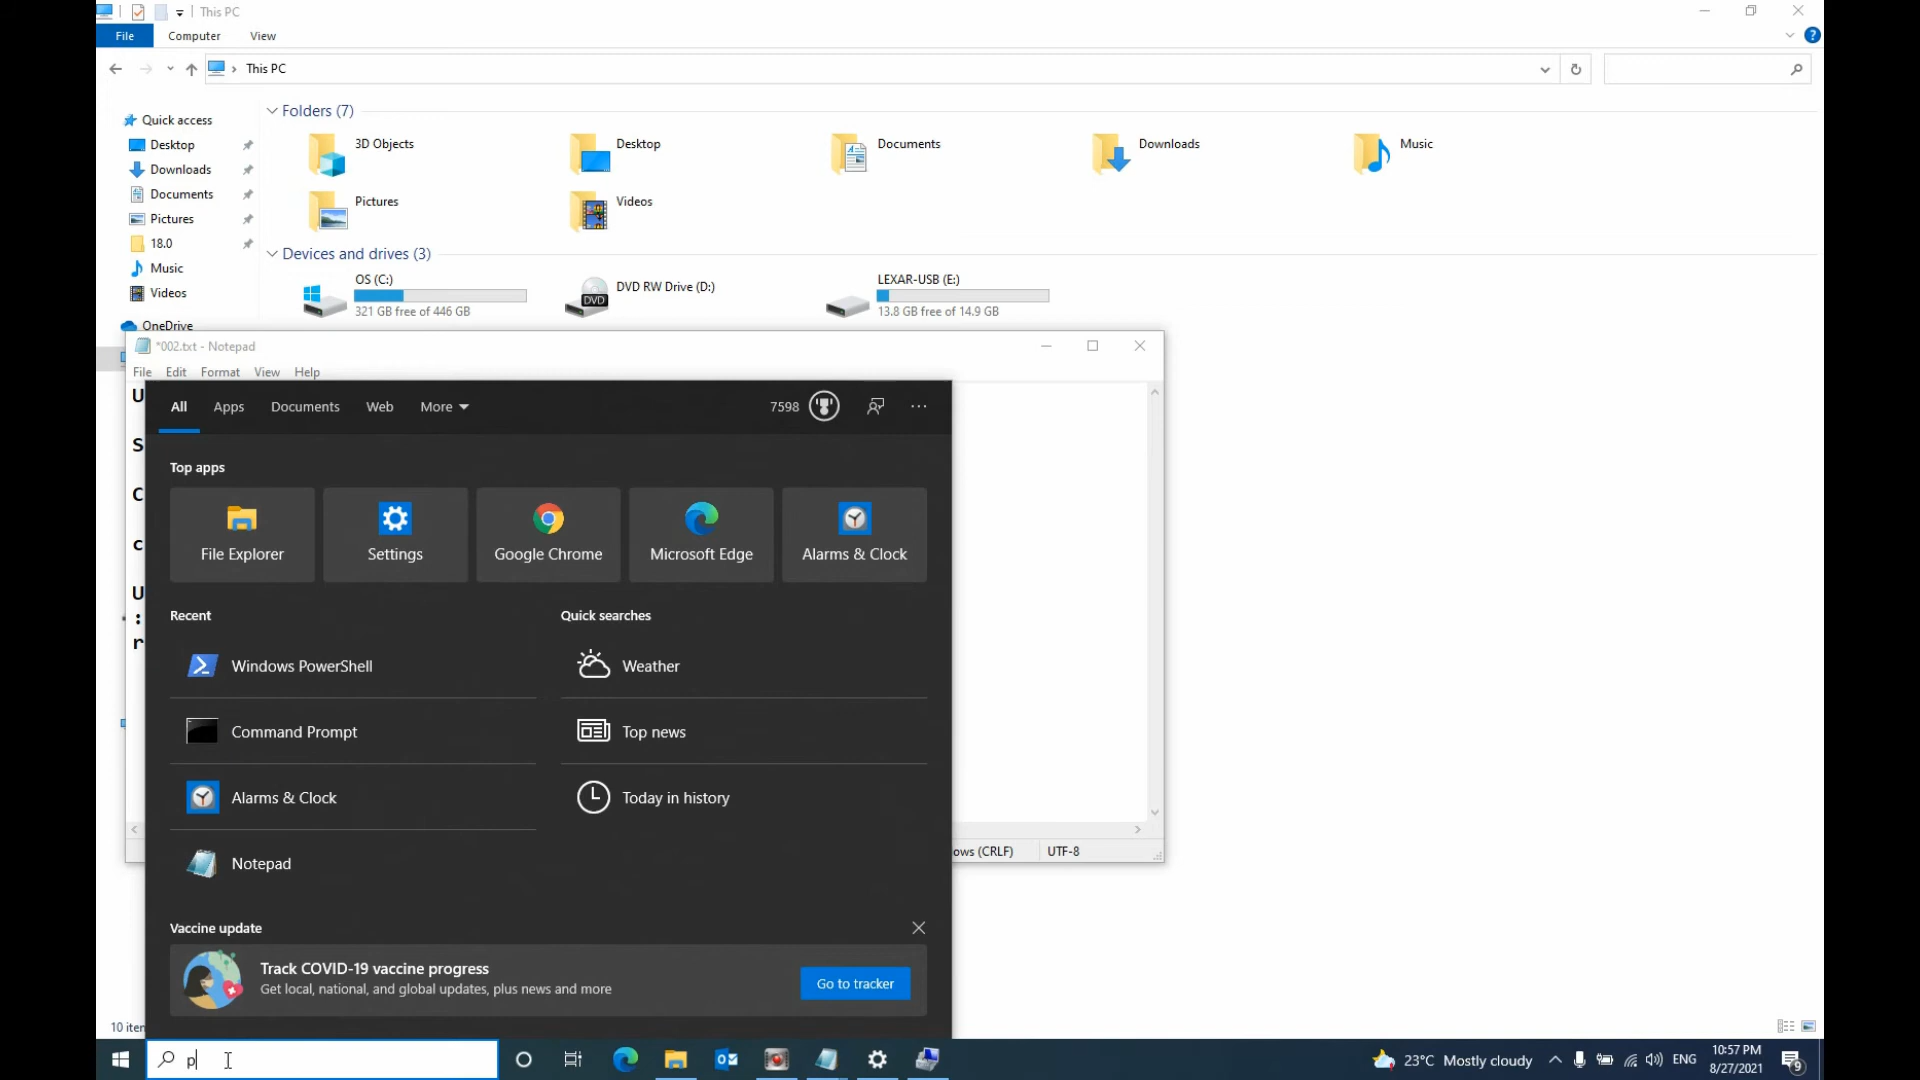 This PC
File Computer View
This PC
Folders (7)
Quick access
Desktop
Downloads
Documents
Pictures
18.0
Music
Videos
OneDrive
3D Objects
Desktop
Documents
Downloads
Music
Pictures
Videos
Devices and drives (3)
OS (C:)
321 GB free of 446 GB
DVD RW Drive (D:)
LEXAR-USB (E:)
13.8 GB free of 14.9 GB
*002.txt - Notepad
File Edit Format View Help
U
S
C
c
U
:
r
All Apps Documents Web More
7598
Top apps
File Explorer
Settings
Google Chrome
Microsoft Edge
Alarms & Clock
Recent
Windows PowerShell
Command Prompt
Alarms & Clock
Notepad
Quick searches
Weather
Top news
Today in history
Vaccine update
Track COVID-19 vaccine progress
Get local, national, and global updates, plus news and more
Go to tracker
ows (CRLF) UTF-8
10 iten
p
23°C Mostly cloudy
ENG
10:57 PM
8/27/2021
9